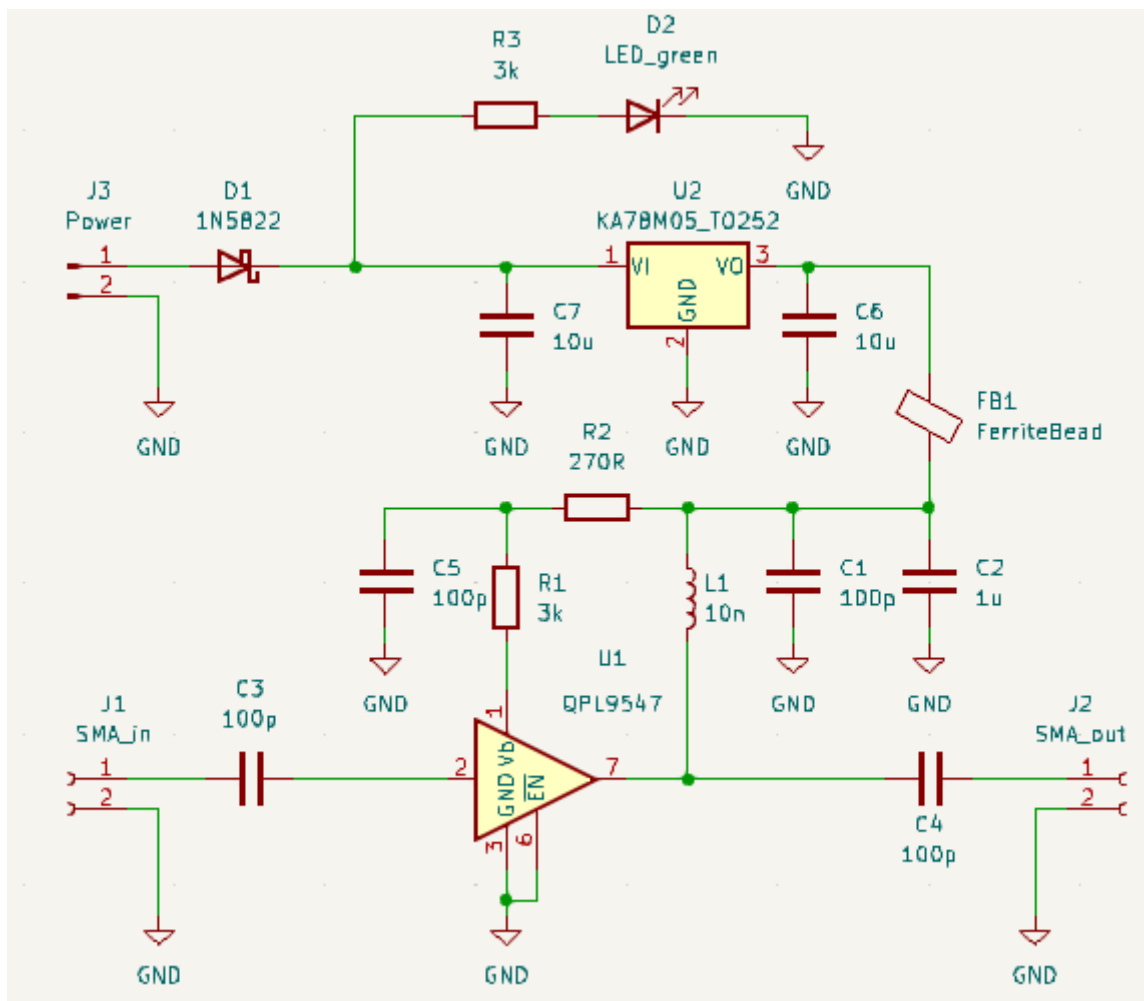 R3
3k
D2
LED_green
GND
J3
Power
1
2
D1
1N5822
U2
KA78M05_TO252
1
VI
VO
3
GND
2
C7
10u
C6
10u
GND
GND
GND
GND
FB1
FerriteBead
R2
270R
C5
100p
R1
3k
L1
10n
C1
100p
C2
1u
GND
GND
GND
U1
QPL9547
J1
SMA_in
1
2
C3
100p
1
2
Vb
GND
EN
3
6
7
J2
SMA_out
1
2
C4
100p
GND
GND
GND